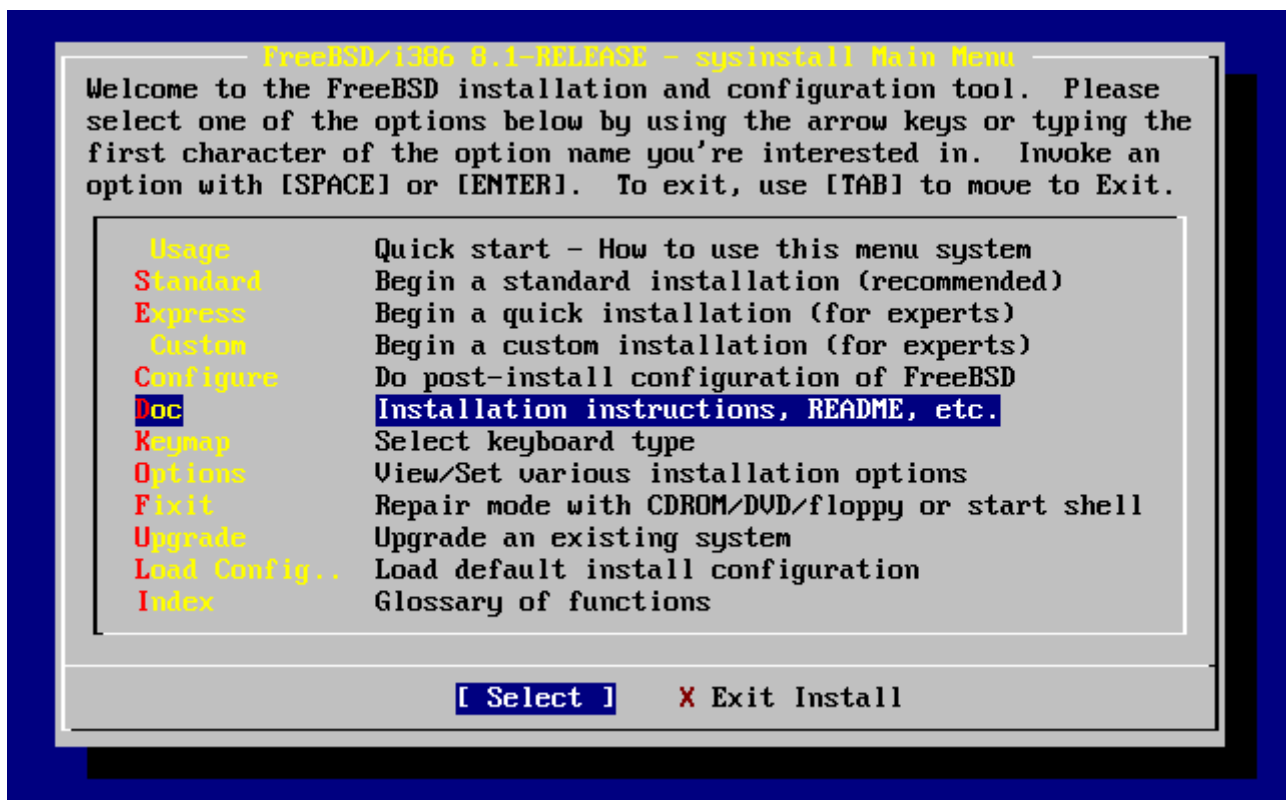 FreeBSD/i386 8.1-RELEASE - sysinstall Main Menu
Welcome to the FreeBSD installation and configuration tool.  Please
select one of the options below by using the arrow keys or typing the
first character of the option name you're interested in.  Invoke an
option with [SPACE] or [ENTER].  To exit, use [TAB] to move to Exit.
Usage Quick start - How to use this menu system
Standard Begin a standard installation (recommended)
Express Begin a quick installation (for experts)
Custom Begin a custom installation (for experts)
Configure Do post-install configuration of FreeBSD
Doc Installation instructions, README, etc.
Keymap Select keyboard type
Options View/Set various installation options
Fixit Repair mode with CDROM/DVD/floppy or start shell
Upgrade Upgrade an existing system
Load Config.. Load default install configuration
Index Glossary of functions
[ Select ] X Exit Install